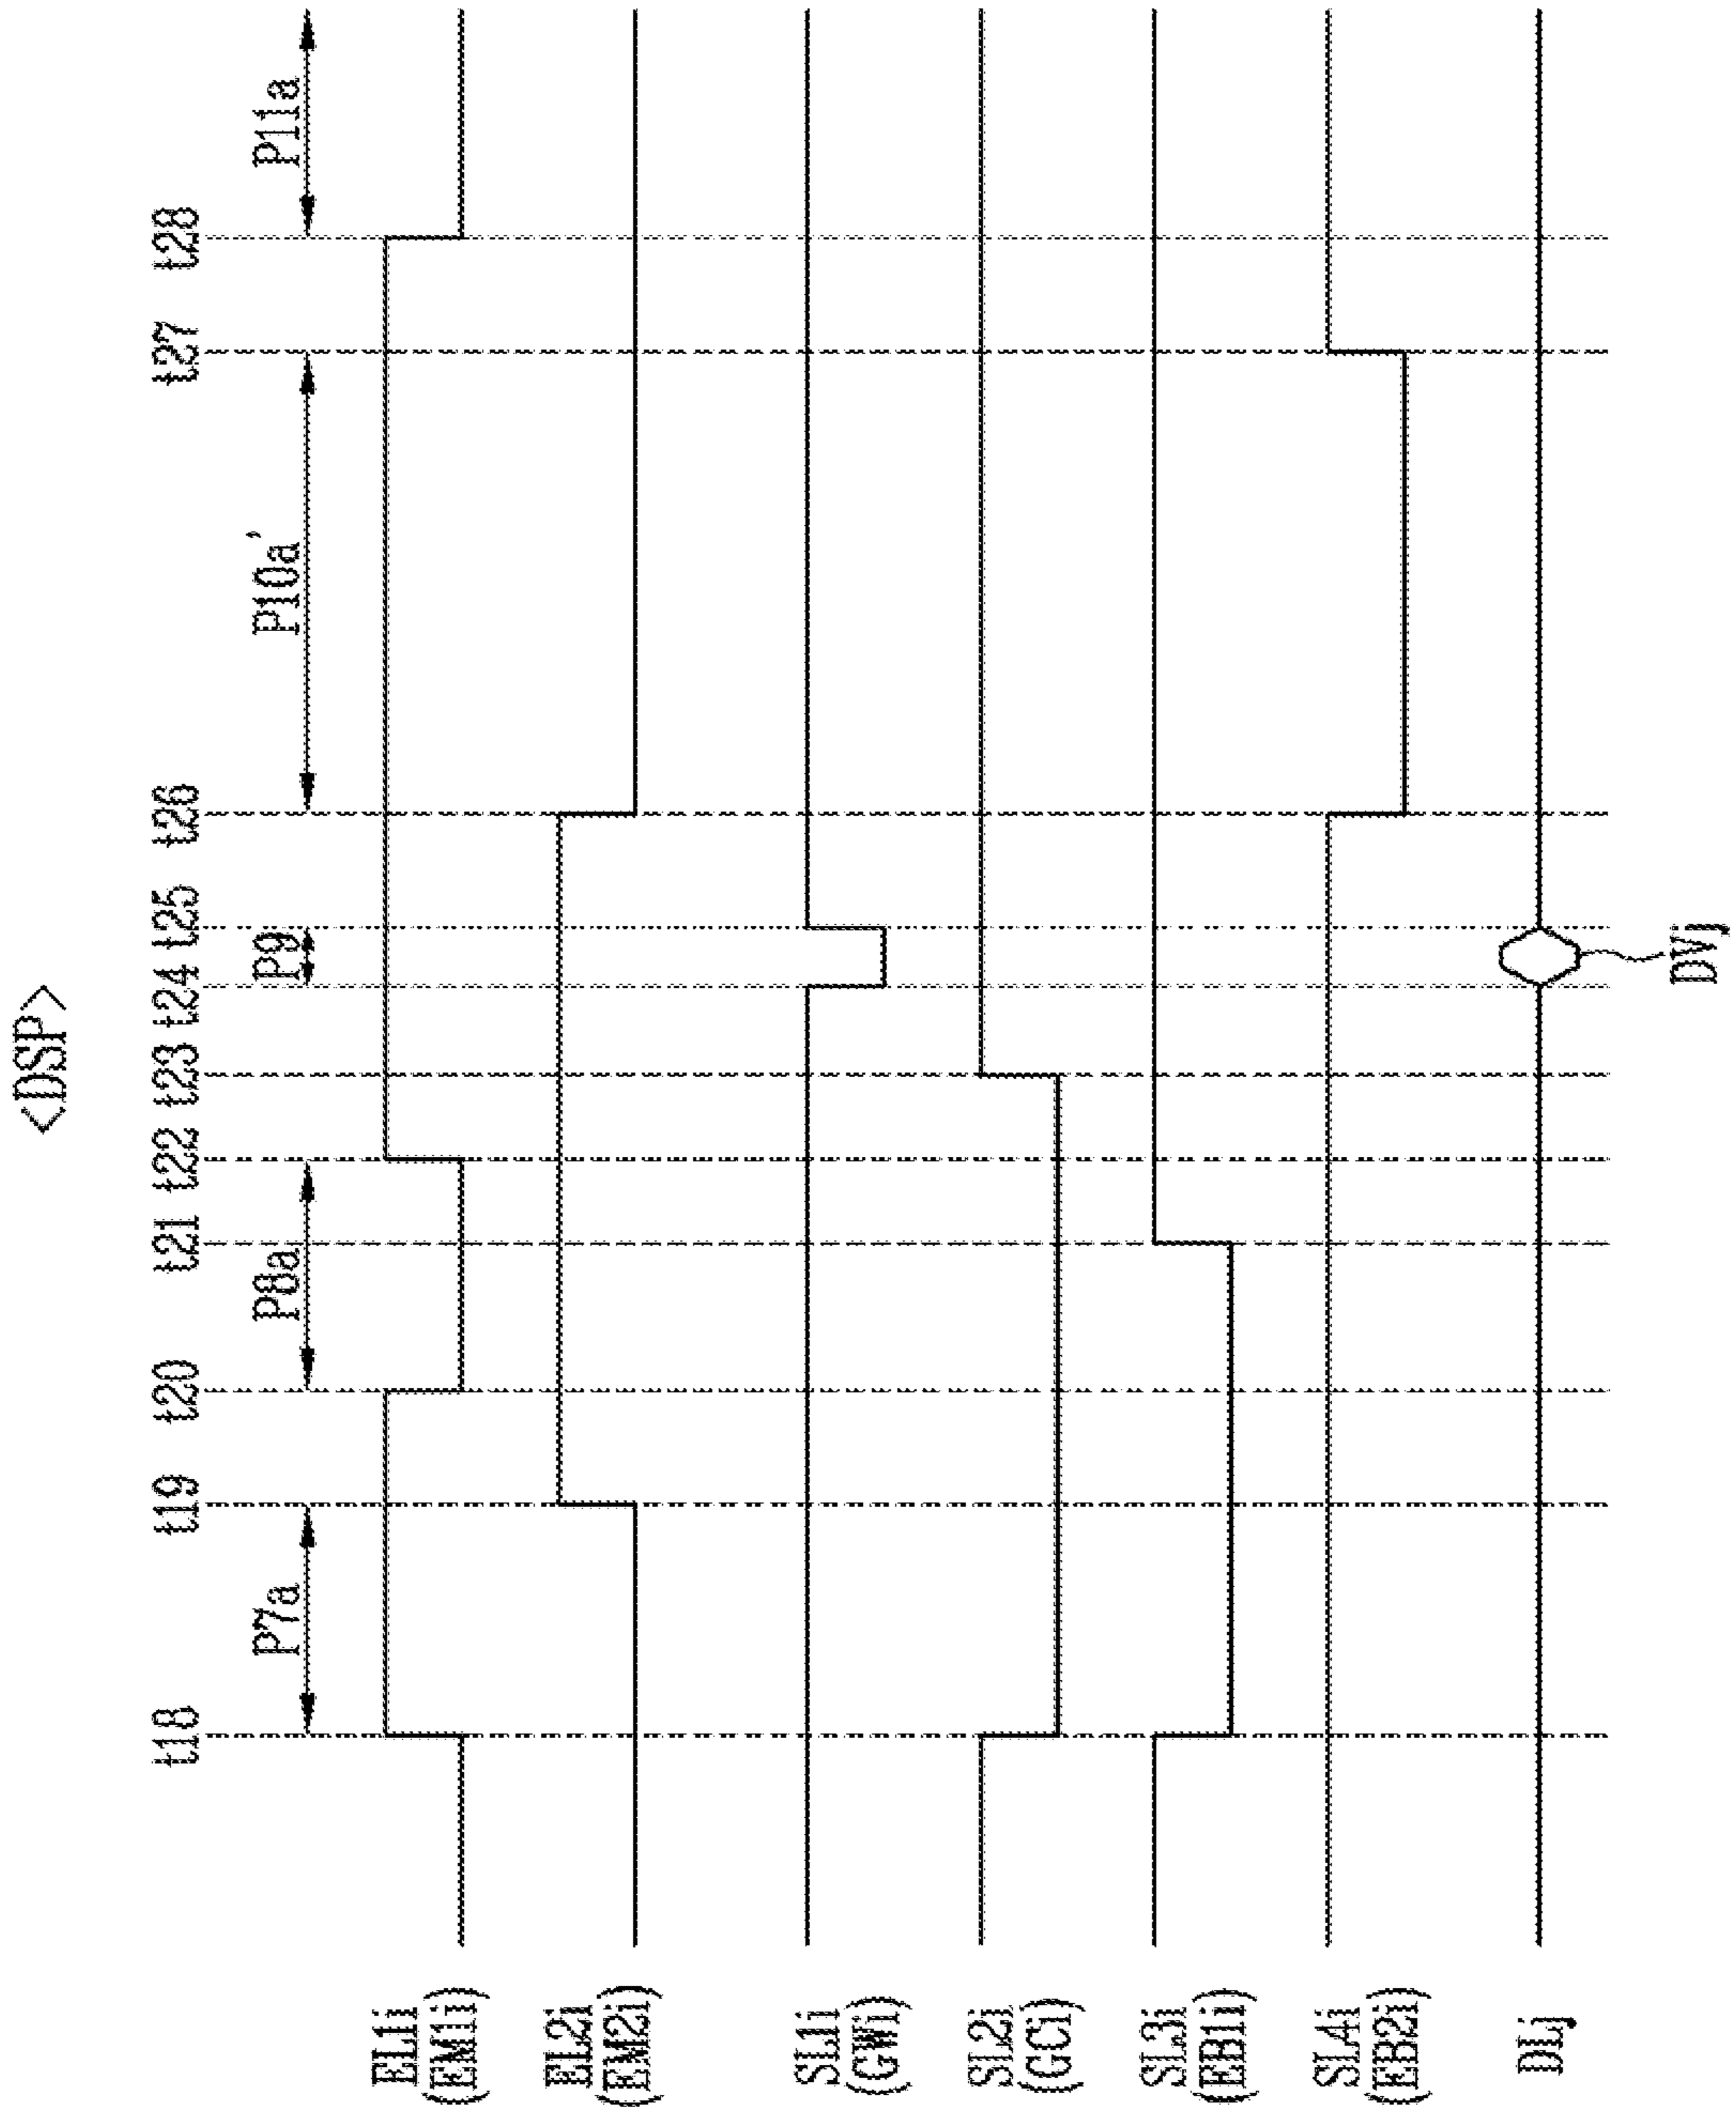 <DSP>
t18 t19 t20 t21 t22 t23 t24 t25 t26 t27 t28
P7a P8a P9 P10a' P11a
EL1i
(EM1i)
EL2i
(EM2i)
SL1i
(GWi)
SL2i
(GCi)
SL3i
(EB1i)
SL4i
(EB2i)
DLj
DVj